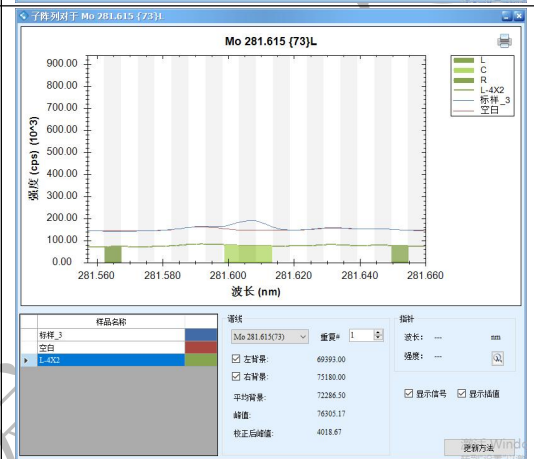 子阵列对于 Mo 281.615 {73}L
Mo 281.615 {73}L
900.00
800.00
700.00
600.00
500.00
400.00
300.00
200.00
100.00
0.00
强度 (cps) (10^3)
281.560
281.580
281.600
281.620
281.640
281.660
波长 (nm)
L
C
R
L-4X2
标样_3
空白
样品名称
标样_3
空白
L-4X2
谱线
Mo 281.615(73)
重复# 1
左背景: 69393.00
右背景: 75180.00
平均背景: 72286.50
峰值: 76305.17
校正后峰值: 4018.67
指针
波长: --- nm
强度: ---
显示信号 显示插值
更新方法